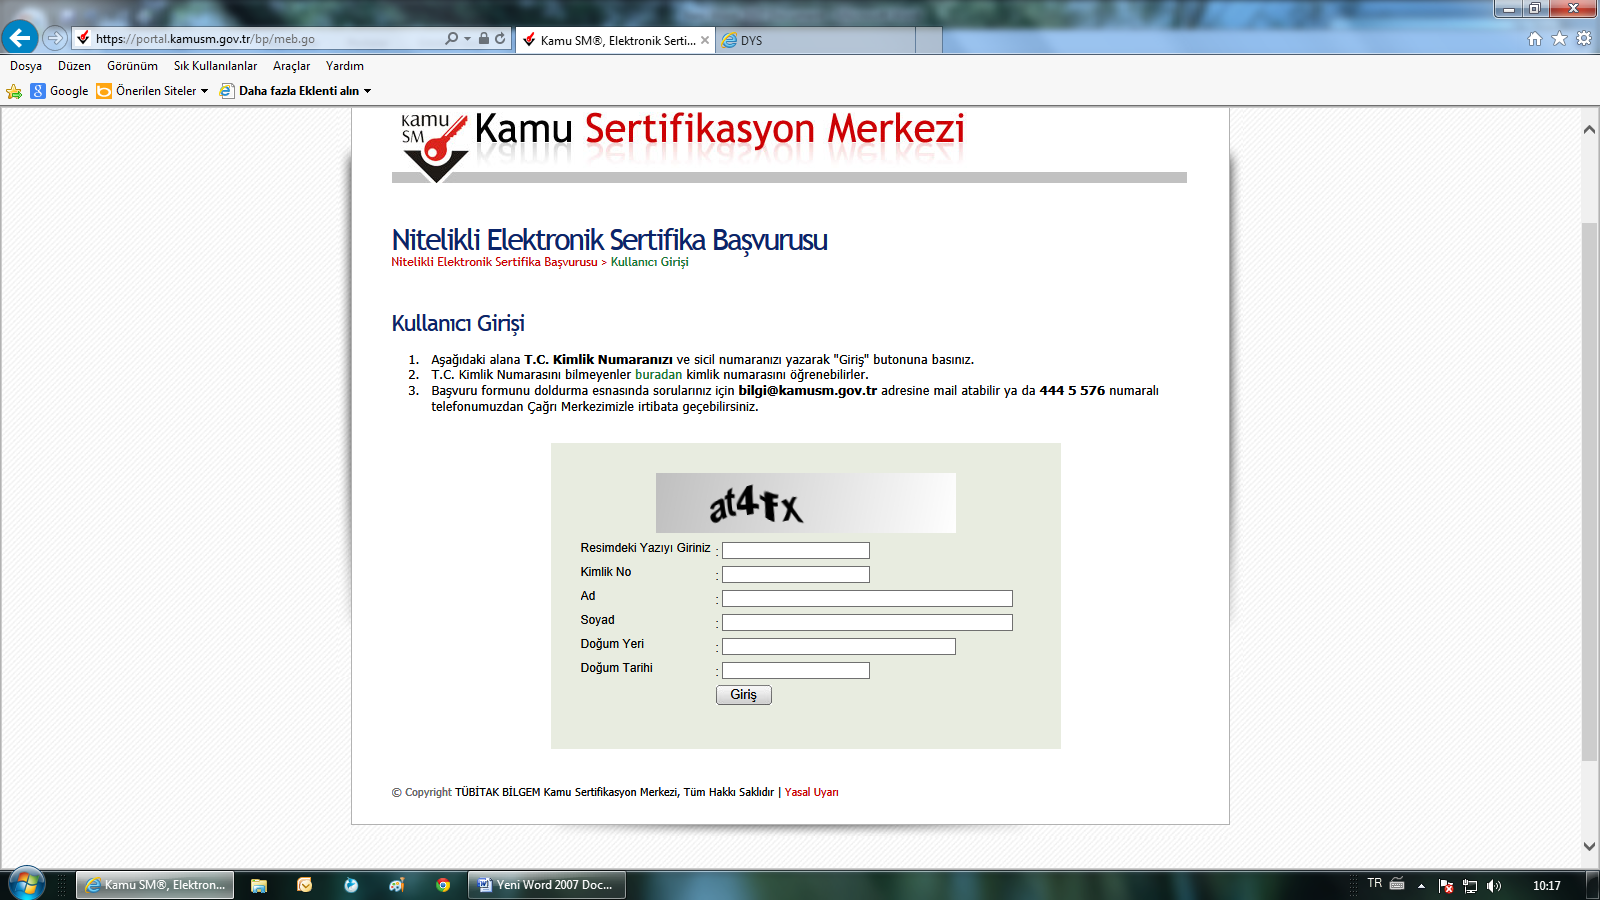 https://portal.kamusm.gov.tr/bp/meb.go
Kamu SM®, Elektronik Serti...
DYS
Dosya Düzen Görünüm Sık Kullanılanlar Araçlar Yardım
Google Önerilen Siteler Daha fazla Eklenti alın
kamu SM
Kamu Sertifikasyon Merkezi
Nitelikli Elektronik Sertifika Başvurusu
Nitelikli Elektronik Sertifika Başvurusu > Kullanıcı Girişi
Kullanıcı Girişi
1. Aşağıdaki alana T.C. Kimlik Numaranızı ve sicil numaranızı yazarak "Giriş" butonuna basınız.
2. T.C. Kimlik Numarasını bilmeyenler buradan kimlik numarasını öğrenebilirler.
3. Başvuru formunu doldurma esnasında sorularınız için bilgi@kamusm.gov.tr adresine mail atabilir ya da 444 5 576 numaralı
telefonumuzdan Çağrı Merkezimizle irtibata geçebilirsiniz.
at4fx
Resimdeki Yazıyı Giriniz :
Kimlik No :
Ad :
Soyad :
Doğum Yeri :
Doğum Tarihi :
Giriş
© Copyright TÜBİTAK BİLGEM Kamu Sertifikasyon Merkezi, Tüm Hakkı Saklıdır | Yasal Uyarı
Kamu SM®, Elektron...
Yeni Word 2007 Doc...
TR
10:17